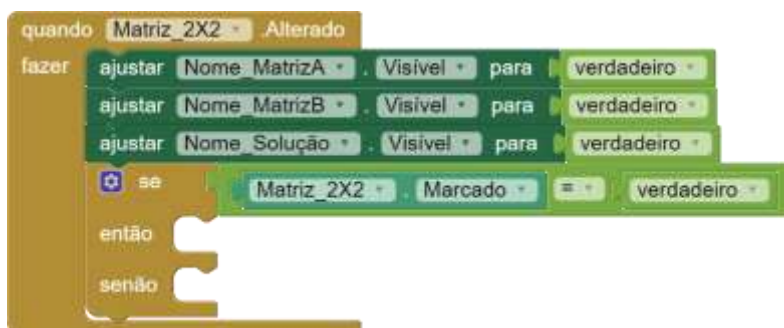 quando Matriz_2X2 .Alterado
fazer ajustar Nome_MatrizA . Visível para verdadeiro
ajustar Nome_MatrizB . Visível para verdadeiro
ajustar Nome_Solução . Visível para verdadeiro
se Matriz_2X2 . Marcado = verdadeiro
então
senão